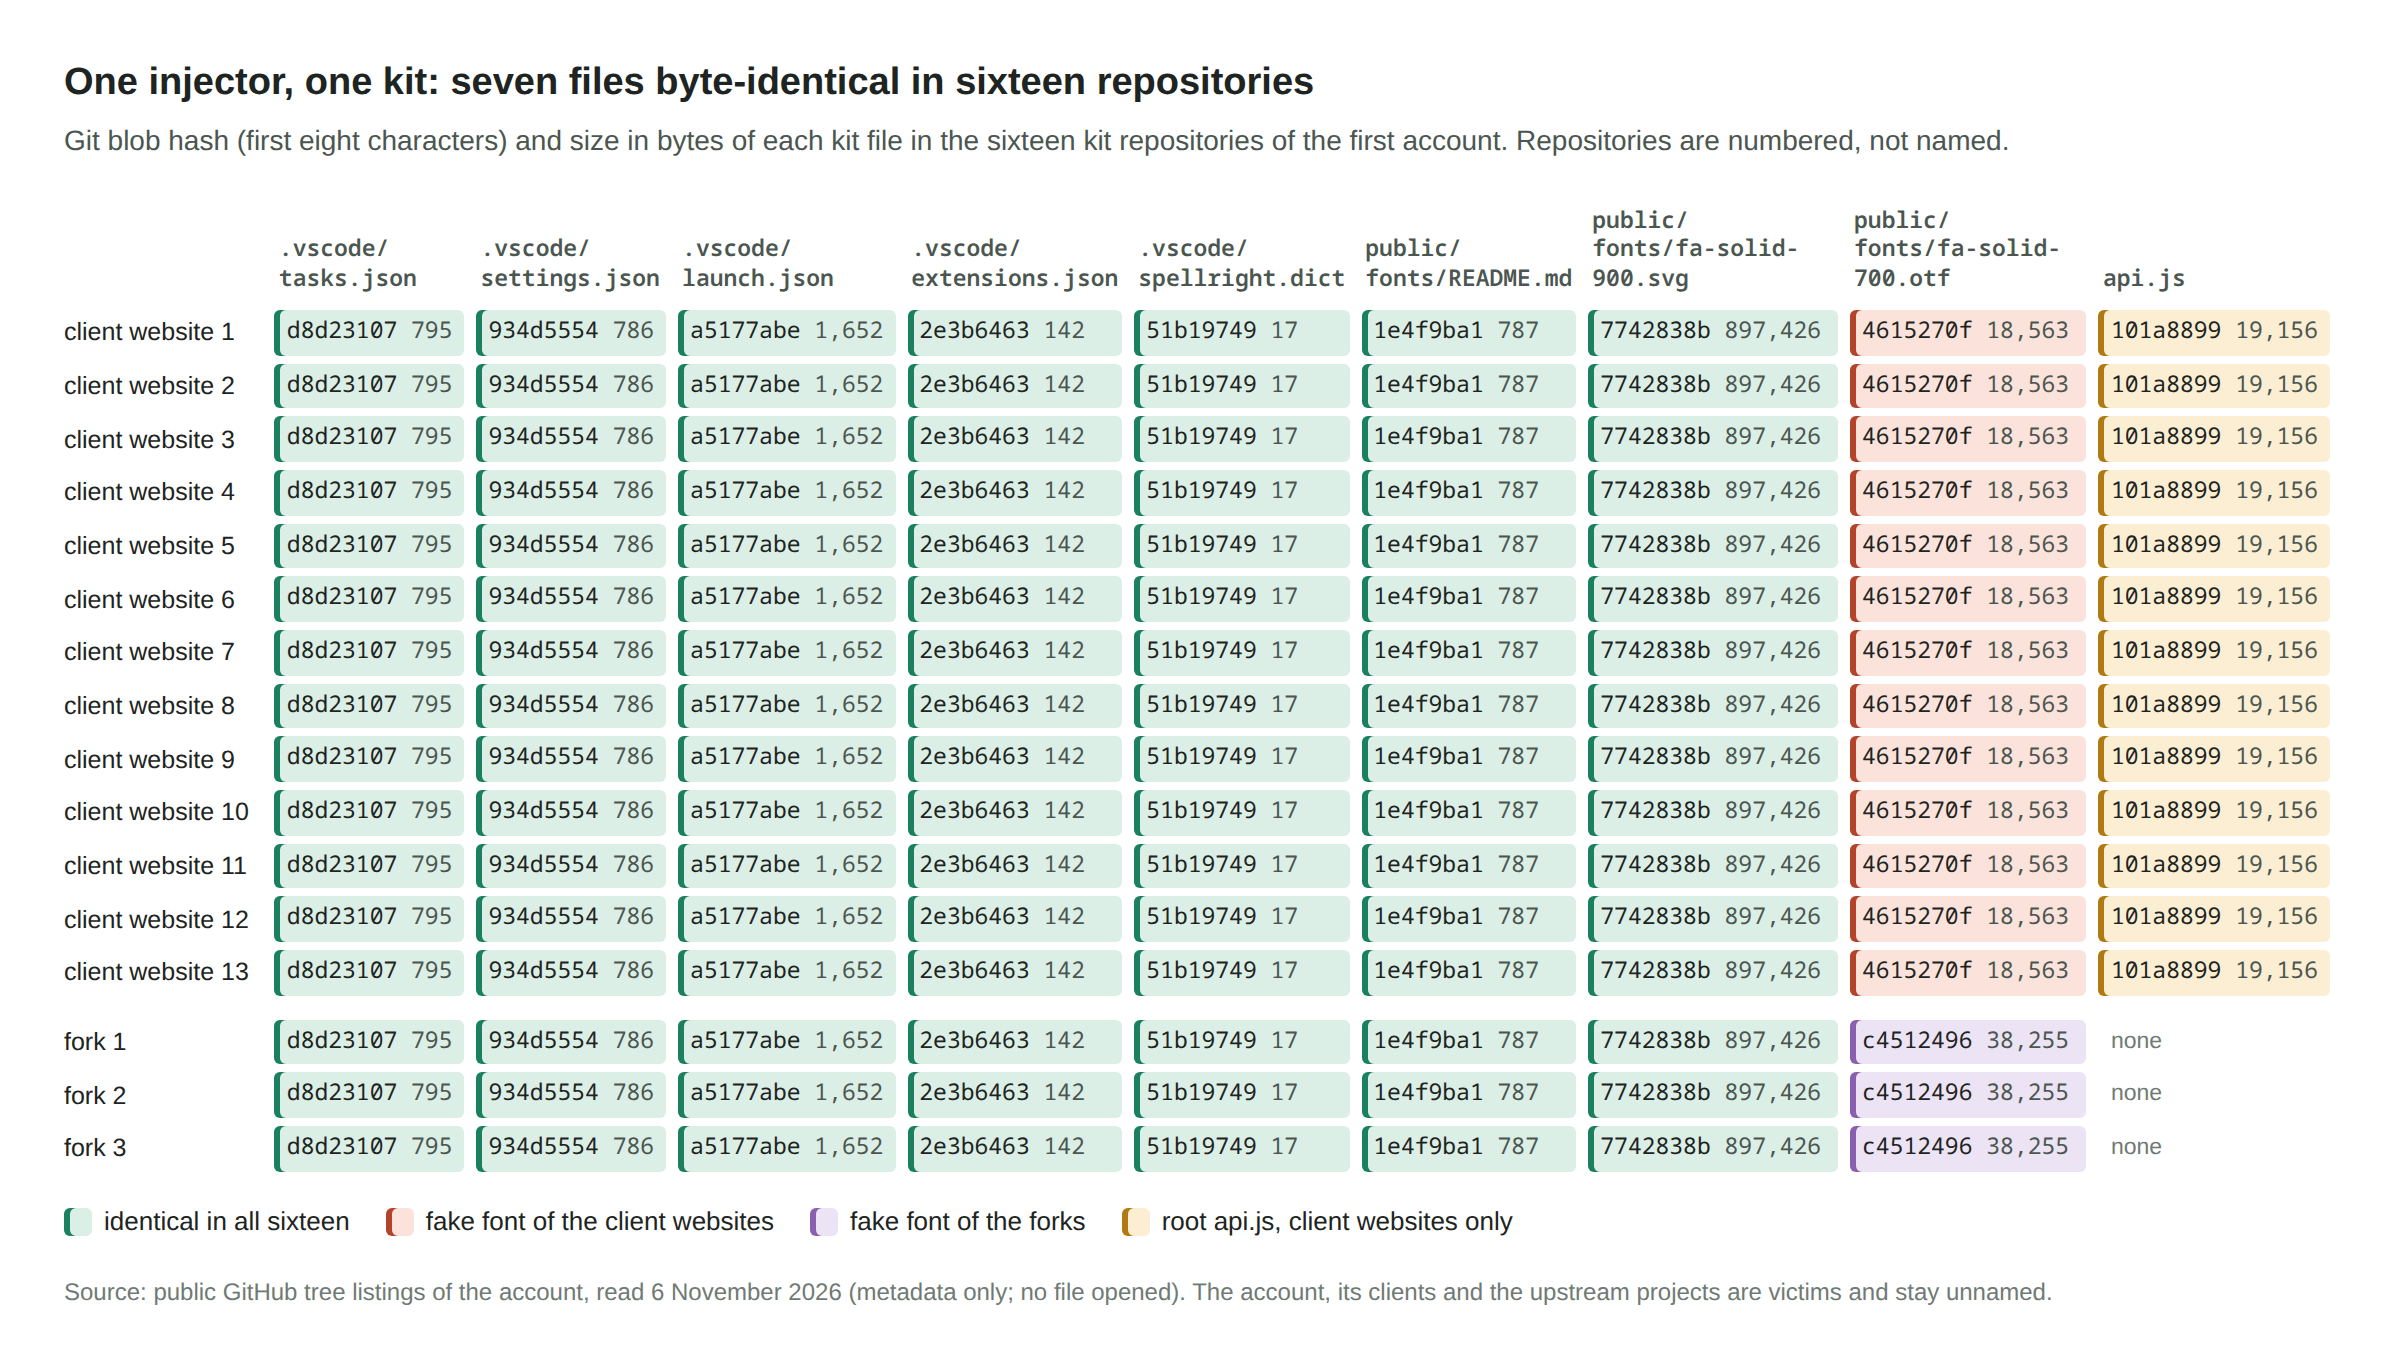 One injector, one kit: seven files byte-identical in sixteen repositories
Git blob hash (first eight characters) and size in bytes of each kit file in the sixteen kit repositories of the first account. Repositories are numbered, not named.
.vscode/
tasks.json
.vscode/
settings.json
.vscode/
launch.json
.vscode/
extensions.json
.vscode/
spellright.dict
public/
fonts/README.md
public/
fonts/fa-solid-
900.svg
public/
fonts/fa-solid-
700.otf
api.js
client website 1 d8d23107 795 934d5554 786 a5177abe 1,652 2e3b6463 142 51b19749 17 1e4f9ba1 787 7742838b 897,426 4615270f 18,563 101a8899 19,156
client website 2 d8d23107 795 934d5554 786 a5177abe 1,652 2e3b6463 142 51b19749 17 1e4f9ba1 787 7742838b 897,426 4615270f 18,563 101a8899 19,156
client website 3 d8d23107 795 934d5554 786 a5177abe 1,652 2e3b6463 142 51b19749 17 1e4f9ba1 787 7742838b 897,426 4615270f 18,563 101a8899 19,156
client website 4 d8d23107 795 934d5554 786 a5177abe 1,652 2e3b6463 142 51b19749 17 1e4f9ba1 787 7742838b 897,426 4615270f 18,563 101a8899 19,156
client website 5 d8d23107 795 934d5554 786 a5177abe 1,652 2e3b6463 142 51b19749 17 1e4f9ba1 787 7742838b 897,426 4615270f 18,563 101a8899 19,156
client website 6 d8d23107 795 934d5554 786 a5177abe 1,652 2e3b6463 142 51b19749 17 1e4f9ba1 787 7742838b 897,426 4615270f 18,563 101a8899 19,156
client website 7 d8d23107 795 934d5554 786 a5177abe 1,652 2e3b6463 142 51b19749 17 1e4f9ba1 787 7742838b 897,426 4615270f 18,563 101a8899 19,156
client website 8 d8d23107 795 934d5554 786 a5177abe 1,652 2e3b6463 142 51b19749 17 1e4f9ba1 787 7742838b 897,426 4615270f 18,563 101a8899 19,156
client website 9 d8d23107 795 934d5554 786 a5177abe 1,652 2e3b6463 142 51b19749 17 1e4f9ba1 787 7742838b 897,426 4615270f 18,563 101a8899 19,156
client website 10 d8d23107 795 934d5554 786 a5177abe 1,652 2e3b6463 142 51b19749 17 1e4f9ba1 787 7742838b 897,426 4615270f 18,563 101a8899 19,156
client website 11 d8d23107 795 934d5554 786 a5177abe 1,652 2e3b6463 142 51b19749 17 1e4f9ba1 787 7742838b 897,426 4615270f 18,563 101a8899 19,156
client website 12 d8d23107 795 934d5554 786 a5177abe 1,652 2e3b6463 142 51b19749 17 1e4f9ba1 787 7742838b 897,426 4615270f 18,563 101a8899 19,156
client website 13 d8d23107 795 934d5554 786 a5177abe 1,652 2e3b6463 142 51b19749 17 1e4f9ba1 787 7742838b 897,426 4615270f 18,563 101a8899 19,156
fork 1 d8d23107 795 934d5554 786 a5177abe 1,652 2e3b6463 142 51b19749 17 1e4f9ba1 787 7742838b 897,426 c4512496 38,255 none
fork 2 d8d23107 795 934d5554 786 a5177abe 1,652 2e3b6463 142 51b19749 17 1e4f9ba1 787 7742838b 897,426 c4512496 38,255 none
fork 3 d8d23107 795 934d5554 786 a5177abe 1,652 2e3b6463 142 51b19749 17 1e4f9ba1 787 7742838b 897,426 c4512496 38,255 none
identical in all sixteen fake font of the client websites fake font of the forks root api.js, client websites only
Source: public GitHub tree listings of the account, read 6 November 2026 (metadata only; no file opened). The account, its clients and the upstream projects are victims and stay unnamed.